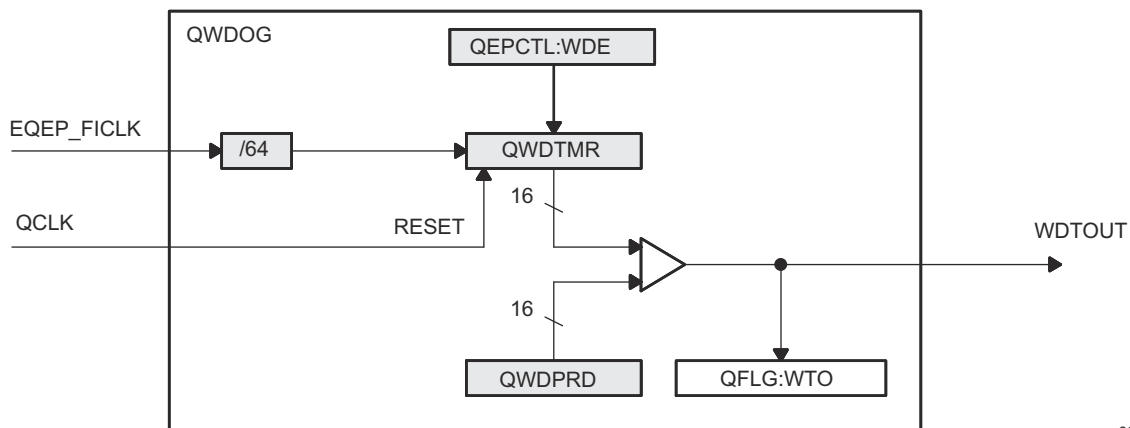 QWDOG
QEPCTL:WDE
EQEP_FICLK
/64
QWDTMR
16
QCLK
RESET
WDTOUT
16
QWDPRD
QFLG:WTO